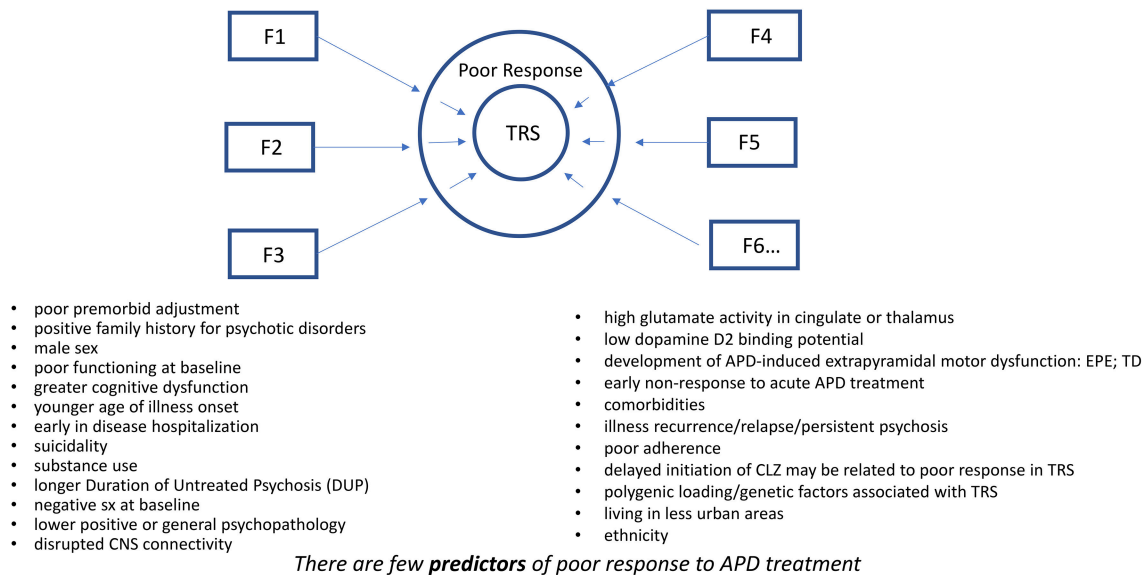 F1
F4
Poor Response
F2
TRS
F5
F3
F6...
• poor premorbid adjustment
• positive family history for psychotic disorders
• male sex
• poor functioning at baseline
• greater cognitive dysfunction
• younger age of illness onset
• early in disease hospitalization
• suicidality
• substance use
• longer Duration of Untreated Psychosis (DUP)
• negative sx at baseline
• lower positive or general psychopathology
• disrupted CNS connectivity
• high glutamate activity in cingulate or thalamus
• low dopamine D2 binding potential
• development of APD-induced extrapyramidal motor dysfunction: EPE; TD
• early non-response to acute APD treatment
• comorbidities
• illness recurrence/relapse/persistent psychosis
• poor adherence
• delayed initiation of CLZ may be related to poor response in TRS
• polygenic loading/genetic factors associated with TRS
• living in less urban areas
• ethnicity
There are few predictors of poor response to APD treatment